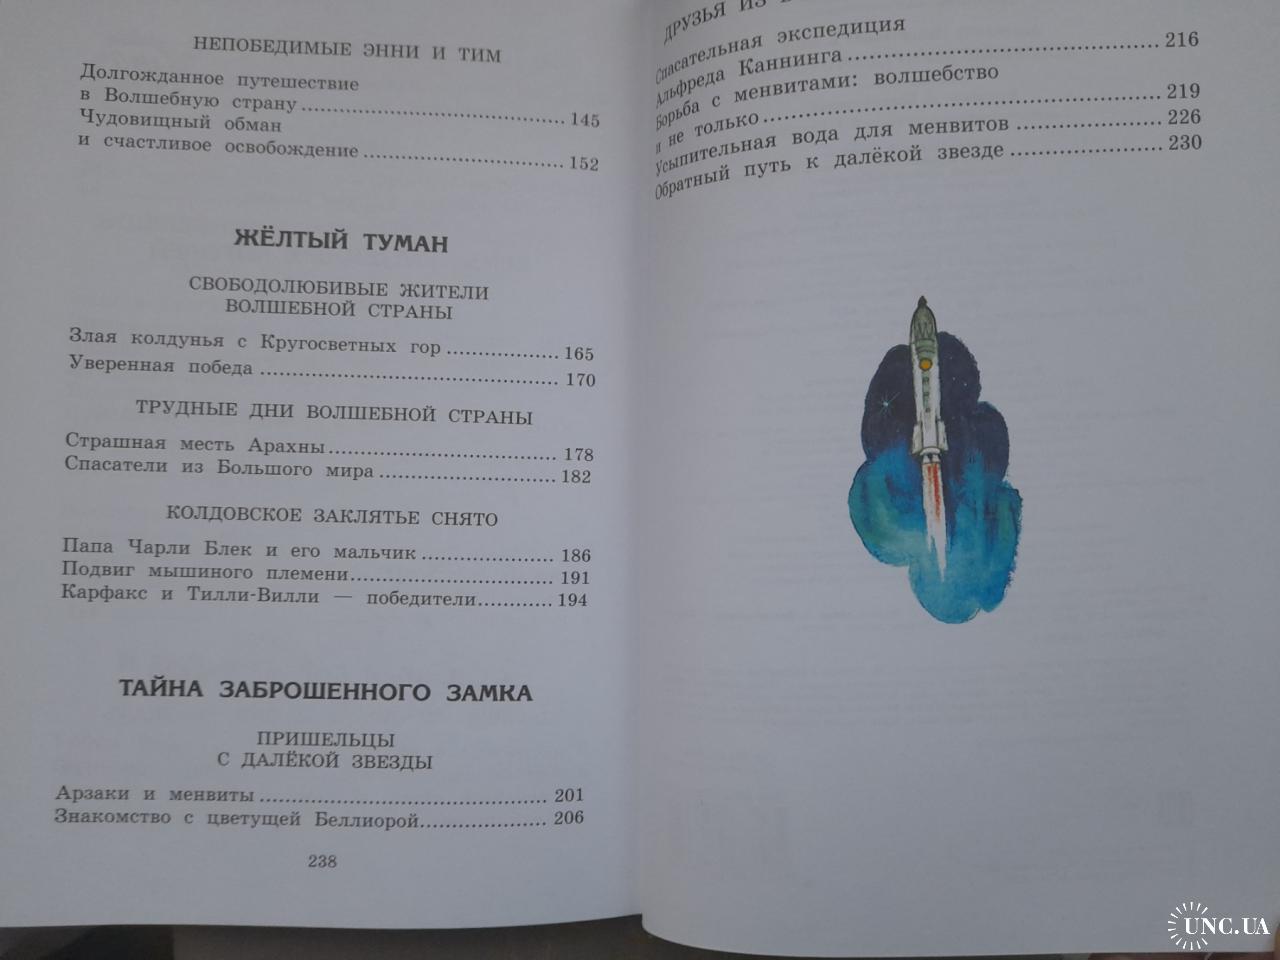 НЕПОБЕДИМЫЕ ЭННИ И ТИМ
Долгожданное путешествие
в Волшебную страну ........ 145
Чудовищный обман
и счастливое освобождение ........ 152
ЖЁЛТЫЙ ТУМАН
СВОБОДОЛЮБИВЫЕ ЖИТЕЛИ
ВОЛШЕБНОЙ СТРАНЫ
Злая колдунья с Кругосветных гор ........ 165
Уверенная победа ........ 170
ТРУДНЫЕ ДНИ ВОЛШЕБНОЙ СТРАНЫ
Страшная месть Арахны ........ 178
Спасатели из Большого мира ........ 182
КОЛДОВСКОЕ ЗАКЛЯТЬЕ СНЯТО
Папа Чарли Блек и его мальчик ........ 186
Подвиг мышиного племени ........ 191
Карфакс и Тилли-Вилли — победители ........ 194
ТАЙНА ЗАБРОШЕННОГО ЗАМКА
ПРИШЕЛЬЦЫ
С ДАЛЁКОЙ ЗВЕЗДЫ
Арзаки и менвиты ........ 201
Знакомство с цветущей Беллиорой ........ 206
238
ДРУЗЬЯ ИЗ
Спасательная экспедиция
Альфреда Каннинга ........ 216
Борьба с менвитами: волшебство
и не только ........ 219
Усыпительная вода для менвитов ........ 226
Обратный путь к далёкой звезде ........ 230
UNC.UA